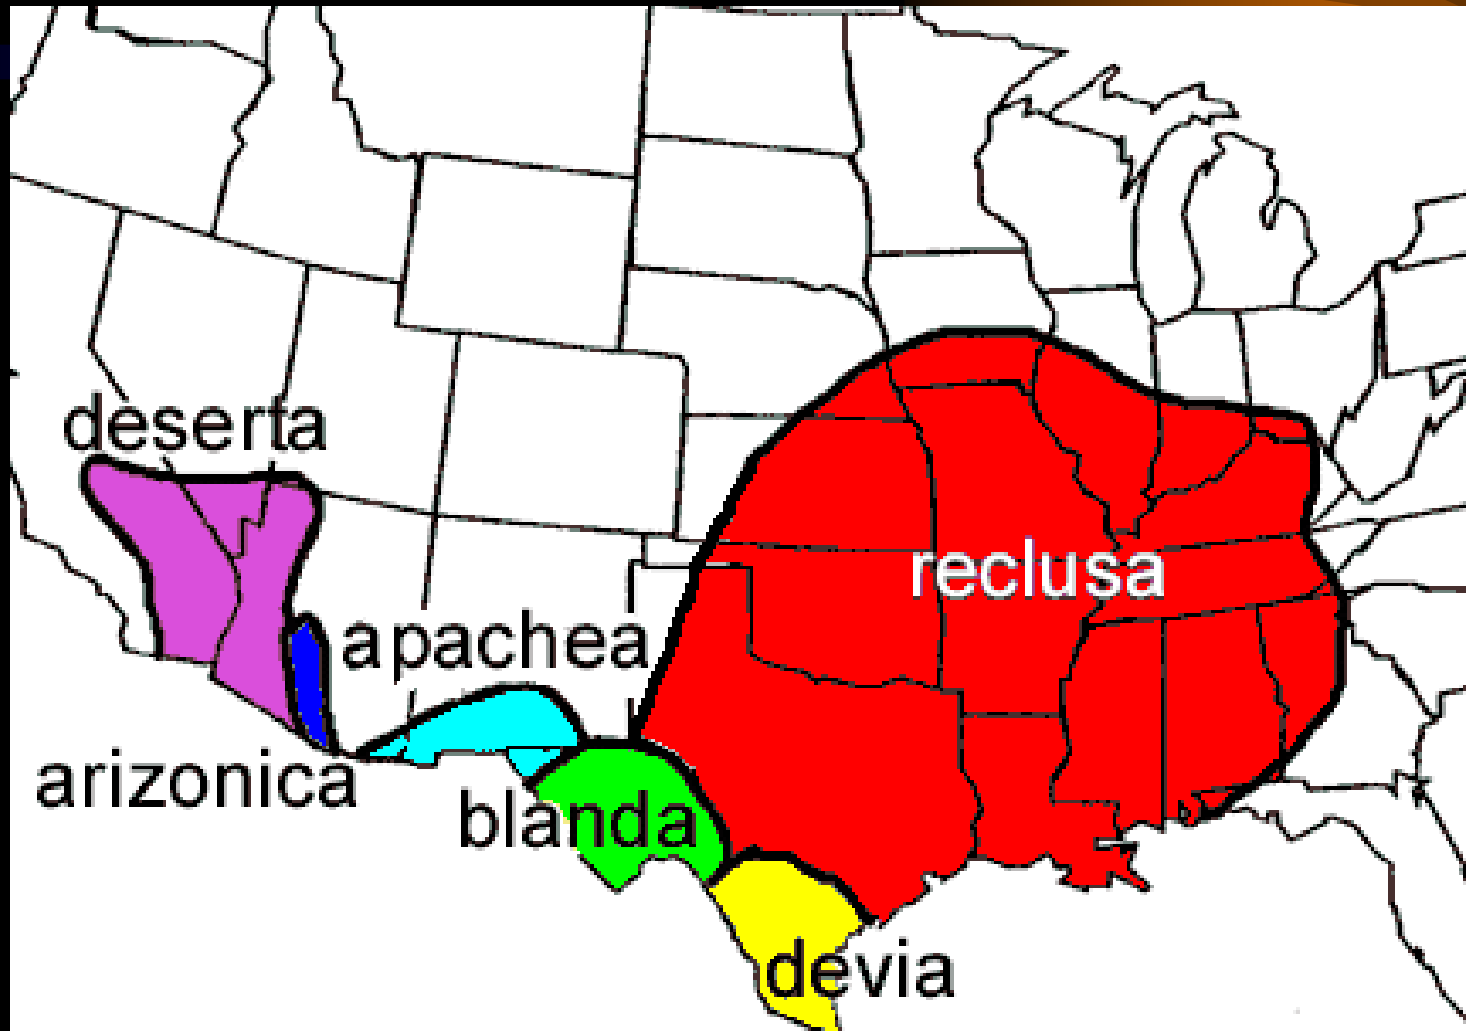 deserta
reclusa
apachea
arizonica
blanda
devia